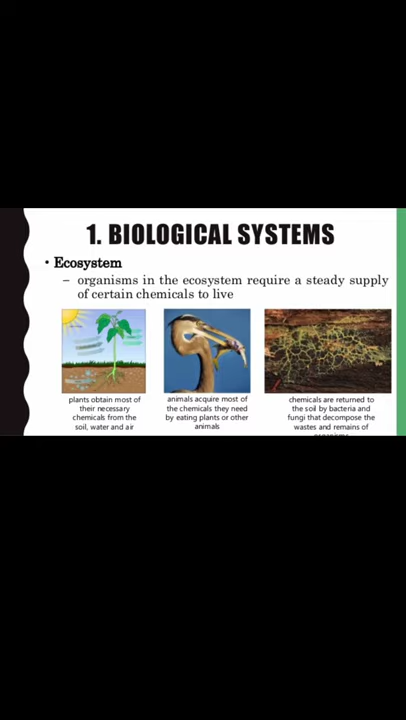 1. BIOLOGICAL SYSTEMS
• Ecosystem
– organisms in the ecosystem require a steady supply
of certain chemicals to live
plants obtain most of
their necessary
chemicals from the
soil, water and air
animals acquire most of
the chemicals they need
by eating plants or other
animals
chemicals are returned to
the soil by bacteria and
fungi that decompose the
wastes and remains of